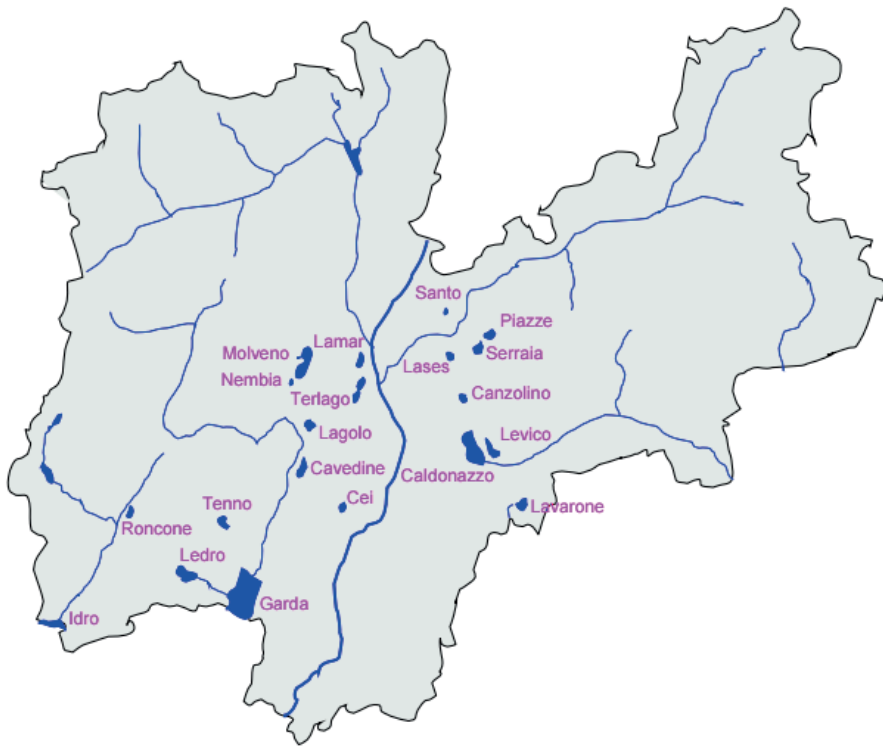 Santo
Piazze
Lamar
Molveno
Serraia
Lases
Nembia
Terlago
Canzolino
Lagolo
Levico
Cavedine
Caldonazzo
Cei
Tenno
Lavarone
Roncone
Ledro
Garda
Idro